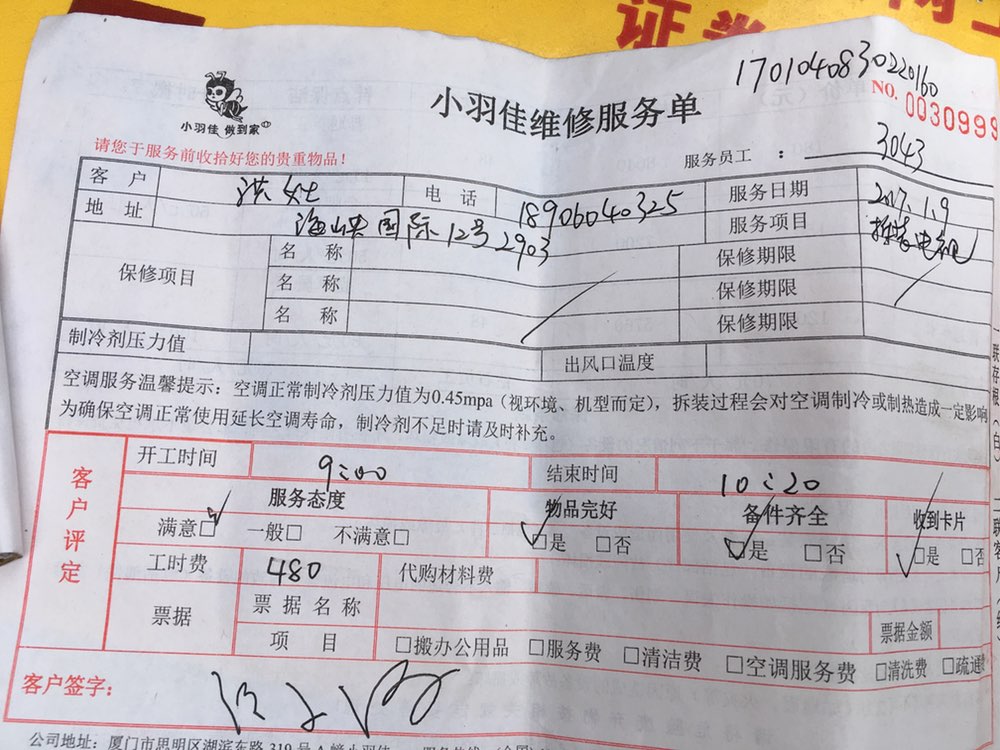 170104083022160
NO. 0030999
小羽佳 做到家
小羽佳维修服务单
请您于服务前收拾好您的贵重物品！
服务员工 ： 3043
客 户 洪 电 话 18906040325 服务日期 2017.1.9
地 址 海峡国际12号2903 服务项目 拆装电视
保修项目 名 称 保修期限
名 称 保修期限
名 称 保修期限
制冷剂压力值 出风口温度
空调服务温馨提示：空调正常制冷剂压力值为0.45mpa（视环境、机型而定），拆装过程会对空调制冷或制热造成一定影响
为确保空调正常使用延长空调寿命，制冷剂不足时请及时补充。
客户评定
开工时间 9:00 结束时间 10:20
服务态度 物品完好 备件齐全 收到卡片
满意□ 一般□ 不满意□ □是 □否 □是 □否 □是 □否
工时费 480 代购材料费
票据 票据名称 票据金额
项 目 □搬办公用品 □服务费 □清洁费 □空调服务费 □清洗费 □疏通
客户签字：
公司地址：厦门市思明区湖滨东路319号A